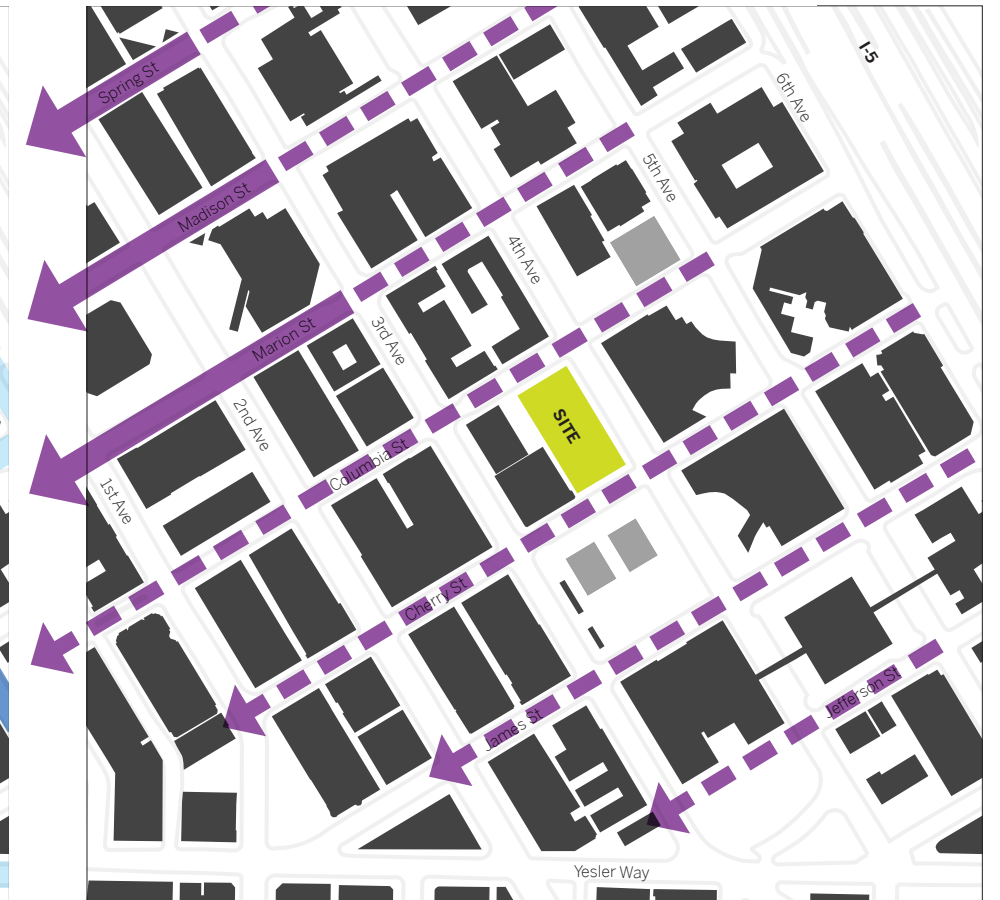 I-5
Spring St
6th Ave
5th Ave
Madison St
4th Ave
Marion St
3rd Ave
2nd Ave
SITE
Columbia St
1st Ave
Cherry St
Jefferson St
James St
Yesler Way